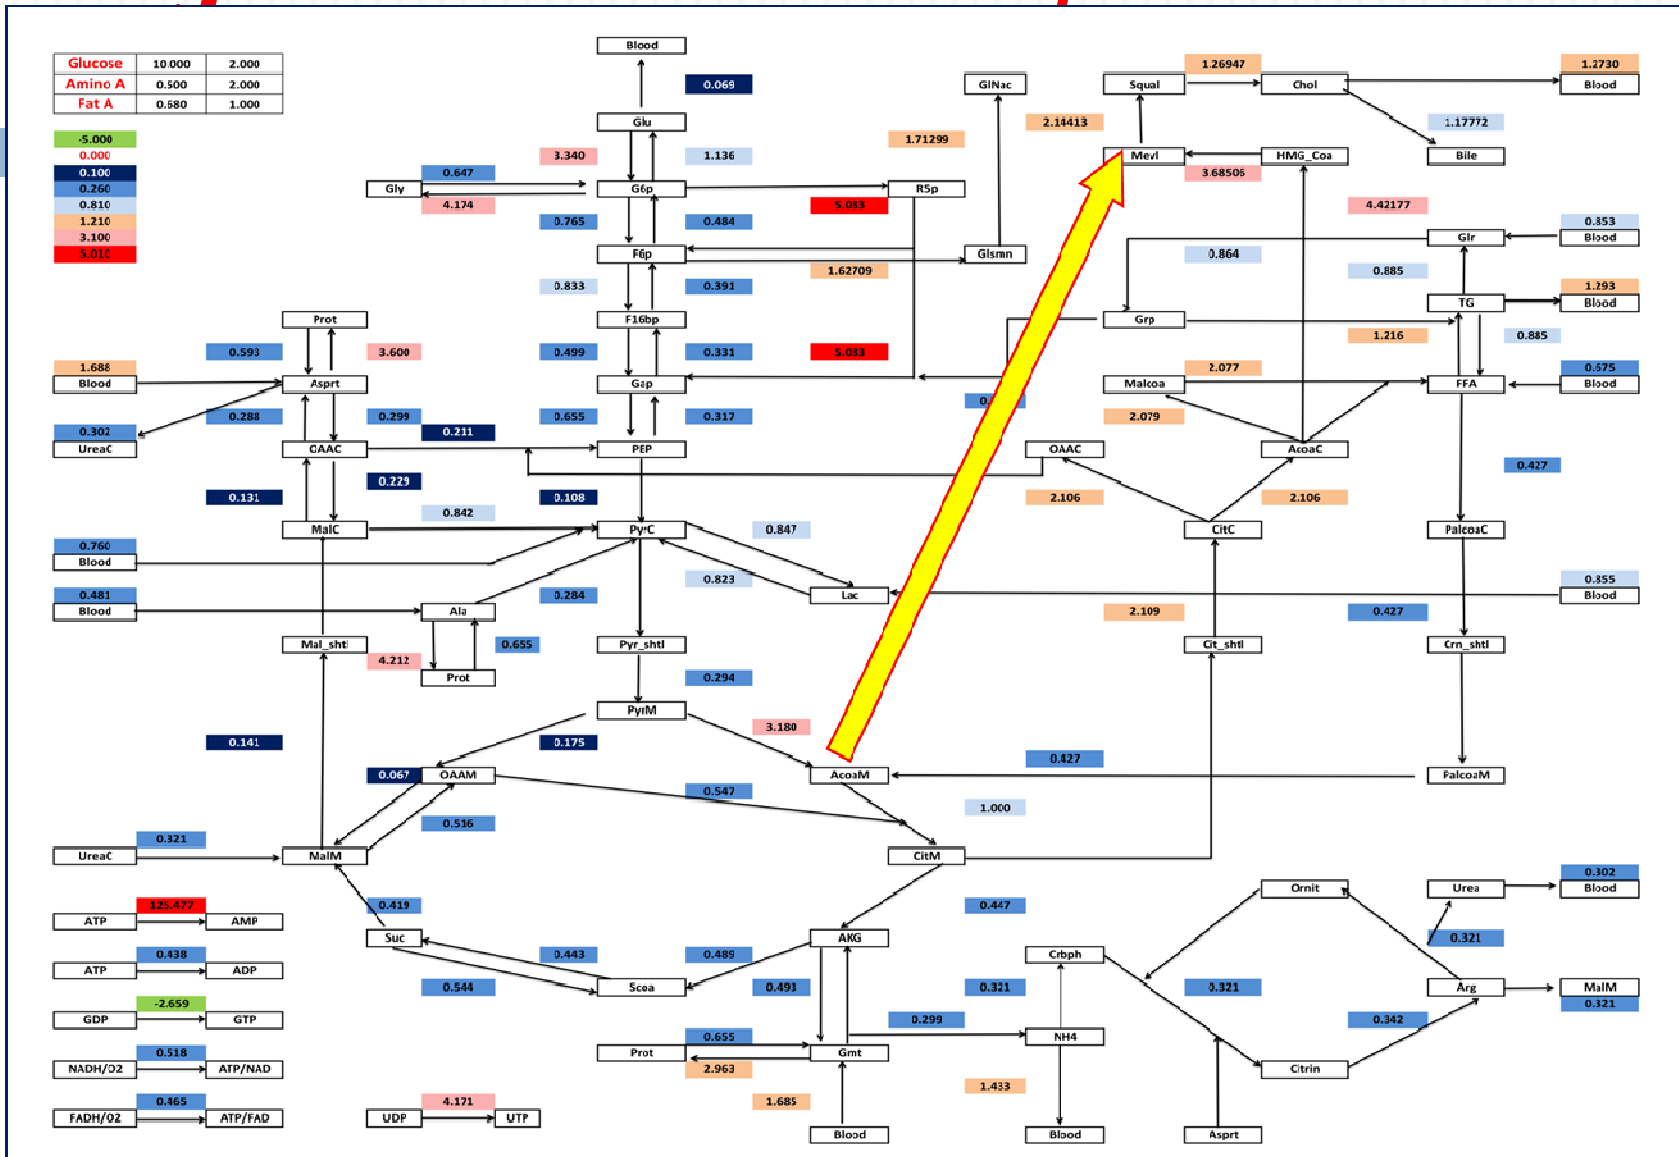 Blood
Glucose 10.000 2.000
Amino A 0.500 2.000
Fat A 0.680 1.000
0.069
GlNac
Squal
1.26947
Chol
1.2730
Blood
Glu
2.14413
1.17772
-5.000
0.000
0.100
0.260
0.810
1.210
3.100
5.010
3.340
1.136
1.71299
Mevl
HMG_Coa
Bile
3.68506
Gly
0.647
4.174
G6p
R5p
5.083
4.42177
0.765
0.484
Glr
0.853
Blood
F6p
Glsmn
1.62709
0.864
0.885
0.833
0.391
TG
1.293
Blood
Prot
F16bp
Grp
1.216
0.885
0.593
3.600
0.499
0.331
5.083
1.688
Blood
Asprt
Gap
Malcoa
2.077
FFA
0.675
Blood
0.288
0.299
0.655
0.317
2.079
0.302
UreaC
OAAC
0.211
PEP
OAAC
AcoaC
0.427
0.131
0.229
0.108
2.106
2.106
0.842
0.847
MalC
PyrC
CitC
PalcoaC
0.760
Blood
0.823
0.855
Blood
0.481
Blood
Ala
0.284
Lac
2.109
0.427
Mal_shtl
0.655
Pyr_shtl
Cit_shtl
Crn_shtl
4.212
Prot
0.294
PyrM
3.180
0.141
0.175
0.427
0.067
OAAM
AcoaM
PalcoaM
0.547
1.000
0.516
0.321
UreaC
MalM
CitM
Ornit
Urea
0.302
Blood
125.477
ATP
AMP
0.419
0.447
Suc
AKG
0.321
0.438
ATP
ADP
0.443
0.489
Crbph
0.544
Scoa
0.493
0.321
0.321
Arg
MalM
0.321
-2.659
GDP
GTP
0.299
0.342
0.518
NADH/O2
ATP/NAD
Prot
0.655
2.963
Gmt
NH4
Citrin
0.465
FADH/O2
ATP/FAD
4.171
UDP
UTP
1.685
1.433
Blood
Blood
Asprt